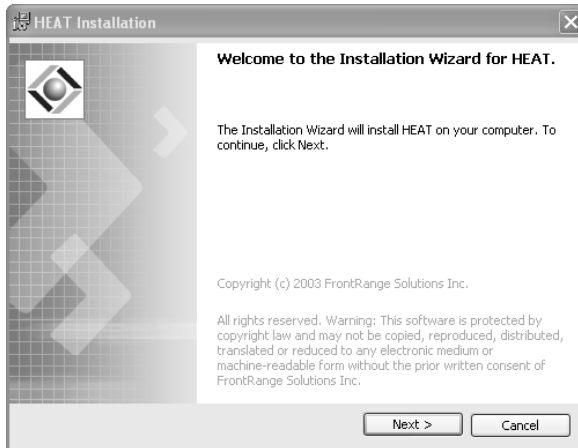 HEAT Installation
Welcome to the Installation Wizard for HEAT.
The Installation Wizard will install HEAT on your computer. To
continue, click Next.
Copyright (c) 2003 FrontRange Solutions Inc.
All rights reserved. Warning: This software is protected by
copyright law and may not be copied, reproduced, distributed,
translated or reduced to any electronic medium or
machine-readable form without the prior written consent of
FrontRange Solutions Inc.
Next >
Cancel